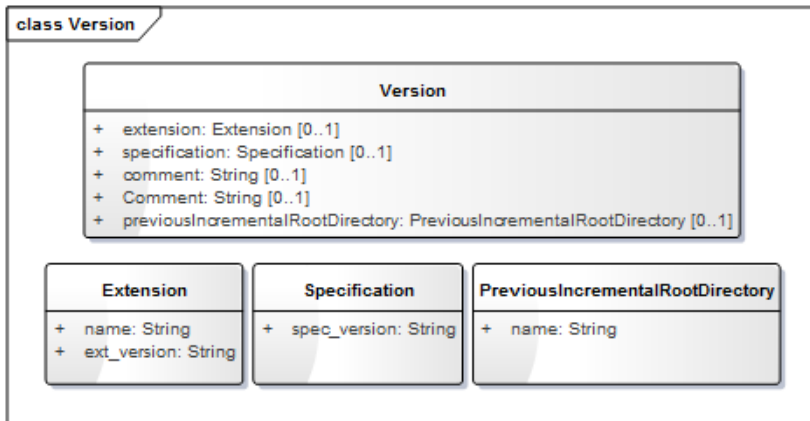 class Version
Version
+ extension: Extension [0..1]
+ specification: Specification [0..1]
+ comment: String [0..1]
+ Comment: String [0..1]
+ previousIncrementalRootDirectory: PreviousIncrementalRootDirectory [0..1]
Extension
+ name: String
+ ext_version: String
Specification
+ spec_version: String
PreviousIncrementalRootDirectory
+ name: String